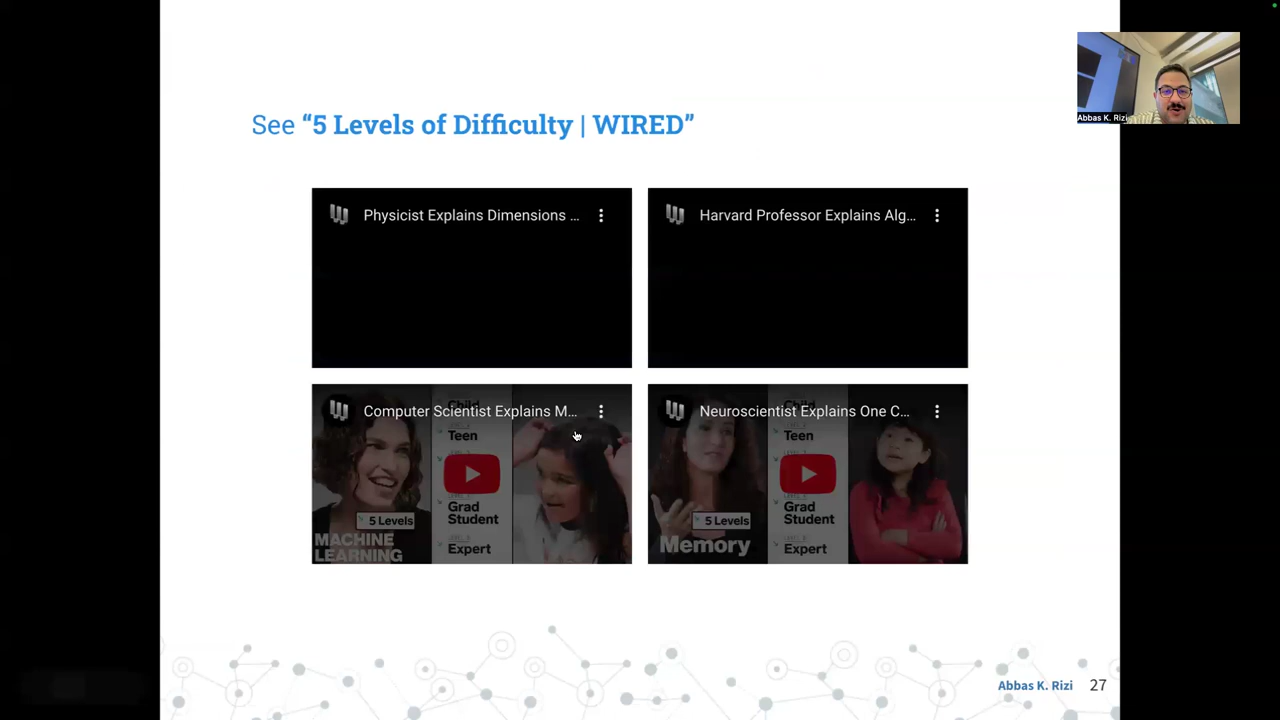 See “5 Levels of Difficulty | WIRED”
Abbas K. Rizi
Physicist Explains Dimensions ...
Harvard Professor Explains Alg...
Computer Scientist Explains M...
Child
Teen
Grad
Student
Expert
5 Levels
MACHINE
LEARNING
Neuroscientist Explains One C...
Child
Teen
Grad
Student
Expert
5 Levels
Memory
Abbas K. Rizi 27